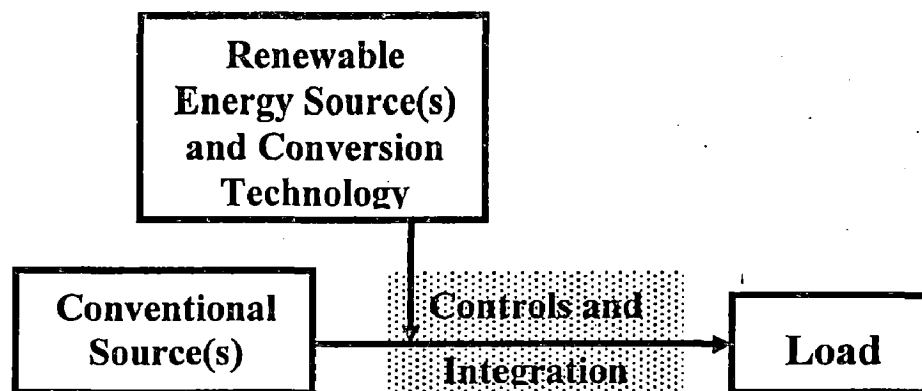 Renewable
Energy Source(s)
and Conversion
Technology
Conventional
Source(s)
Controls and
Integration
Load